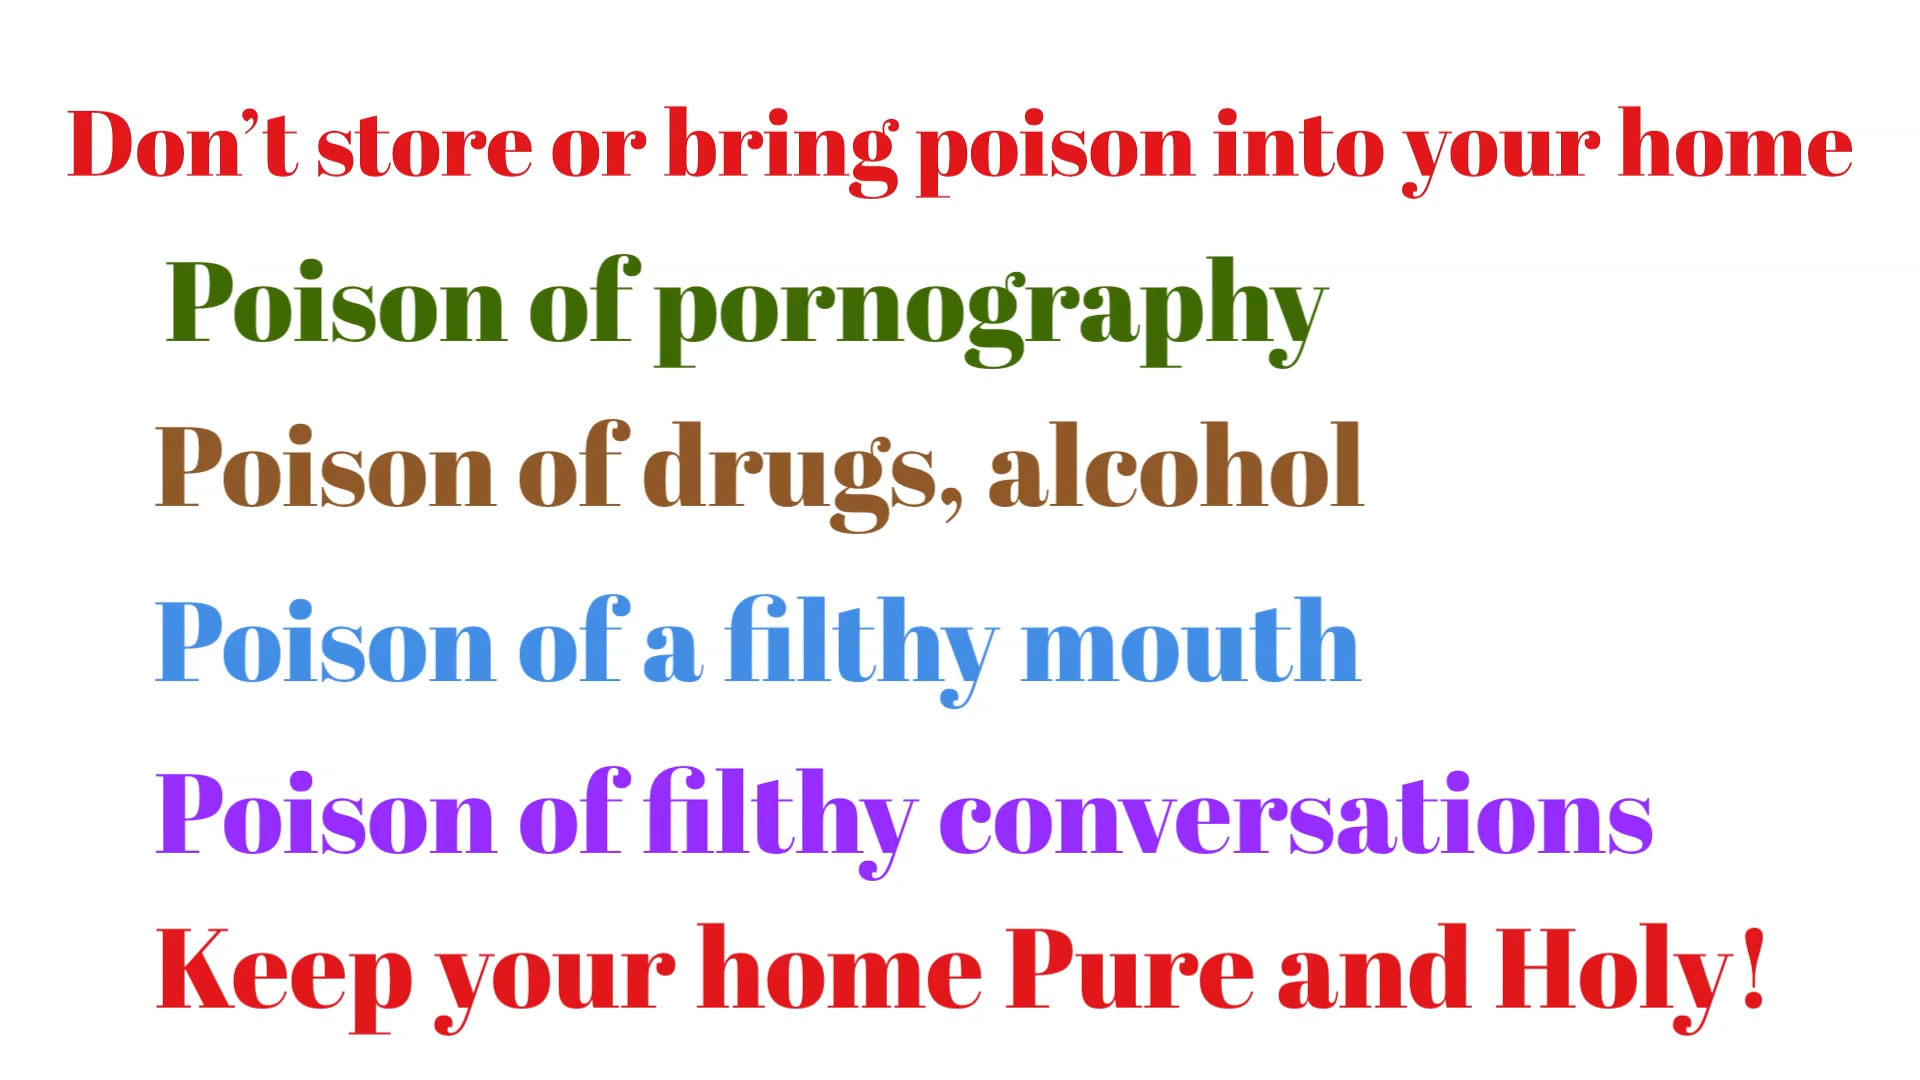 Don’t store or bring poison into your home
Poison of pornography
Poison of drugs, alcohol
Poison of a filthy mouth
Poison of filthy conversations
Keep your home Pure and Holy!